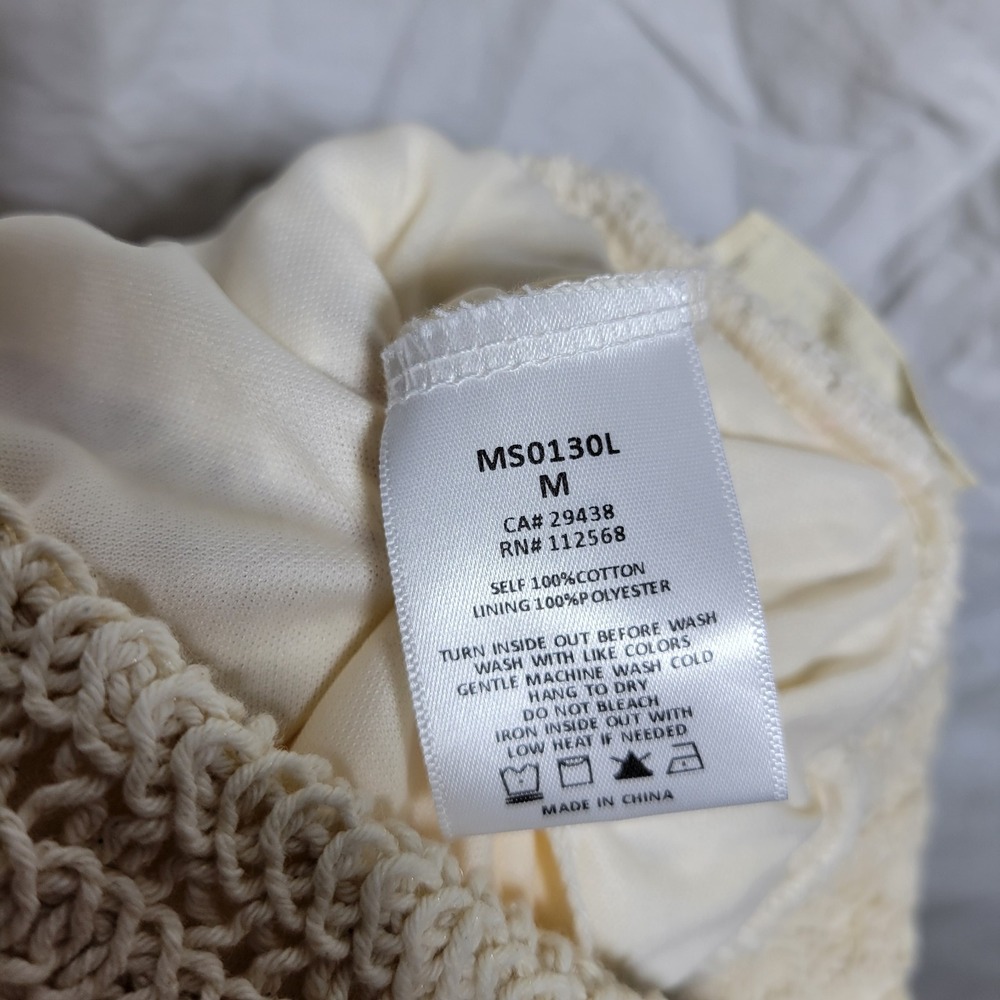 MS0130L
M
CA# 29438
RN# 112568
SELF 100%COTTON
LINING 100%POLYESTER
TURN INSIDE OUT BEFORE WASH
WASH WITH LIKE COLORS
GENTLE MACHINE WASH COLD
HANG TO DRY
DO NOT BLEACH
IRON INSIDE OUT WITH
LOW HEAT IF NEEDED
MADE IN CHINA